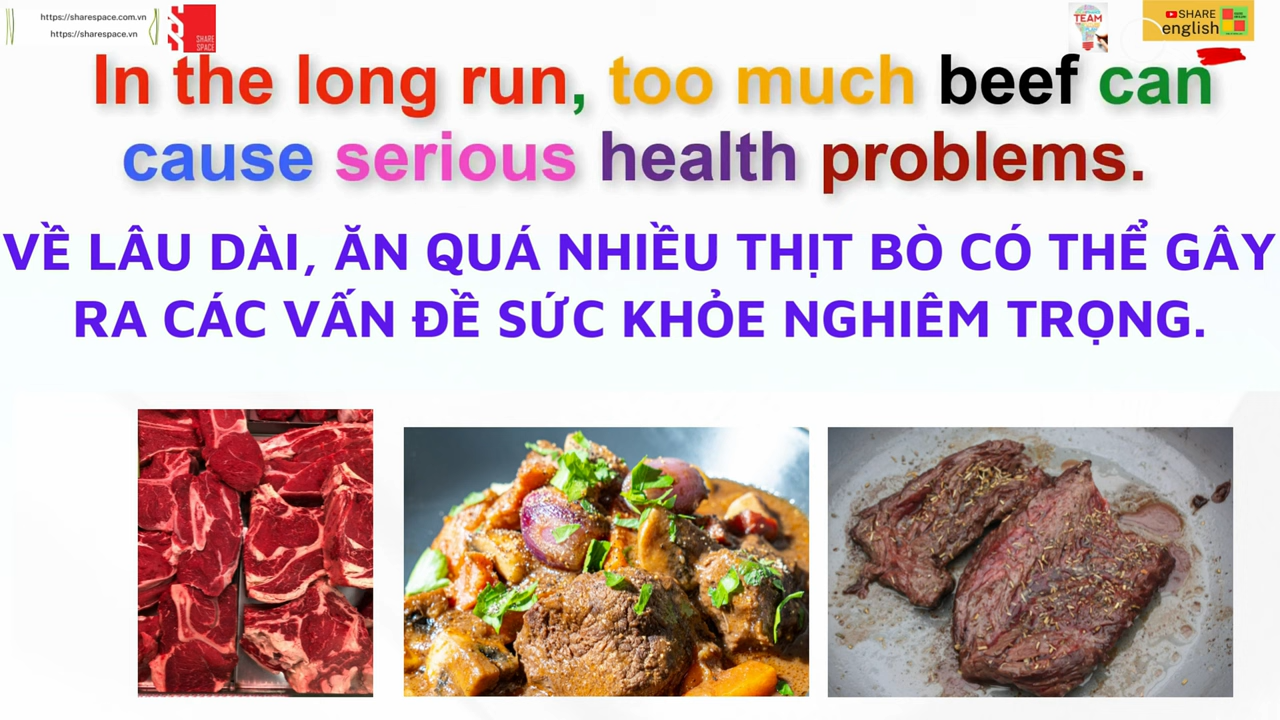 https://sharespace.com.vn
https://sharespace.vn
SHARE
SPACE
TEAM
SHARE
english
In the long run, too much beef can
cause serious health problems.
VỀ LÂU DÀI, ĂN QUÁ NHIỀU THỊT BÒ CÓ THỂ GÂY
RA CÁC VẤN ĐỀ SỨC KHỎE NGHIÊM TRỌNG.